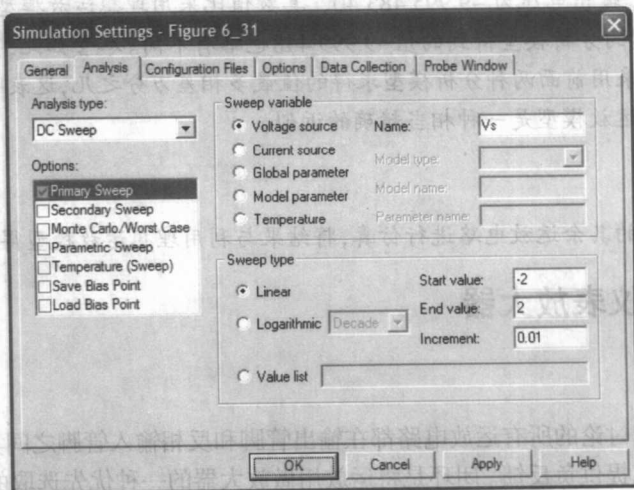 Simulation Settings - Figure 6_31
General Analysis Configuration Files Options Data Collection Probe Window
Analysis type:
DC Sweep
Options:
Primary Sweep
Secondary Sweep
Monte Carlo/Worst Case
Parametric Sweep
Temperature (Sweep)
Save Bias Point
Load Bias Point
Sweep variable
Voltage source
Current source
Global parameter
Model parameter
Temperature
Name: Vs
Model type:
Model name:
Parameter name:
Sweep type
Linear
Logarithmic Decade
Value list
Start value: -2
End value: 2
Increment: 0.01
OK Cancel Apply Help